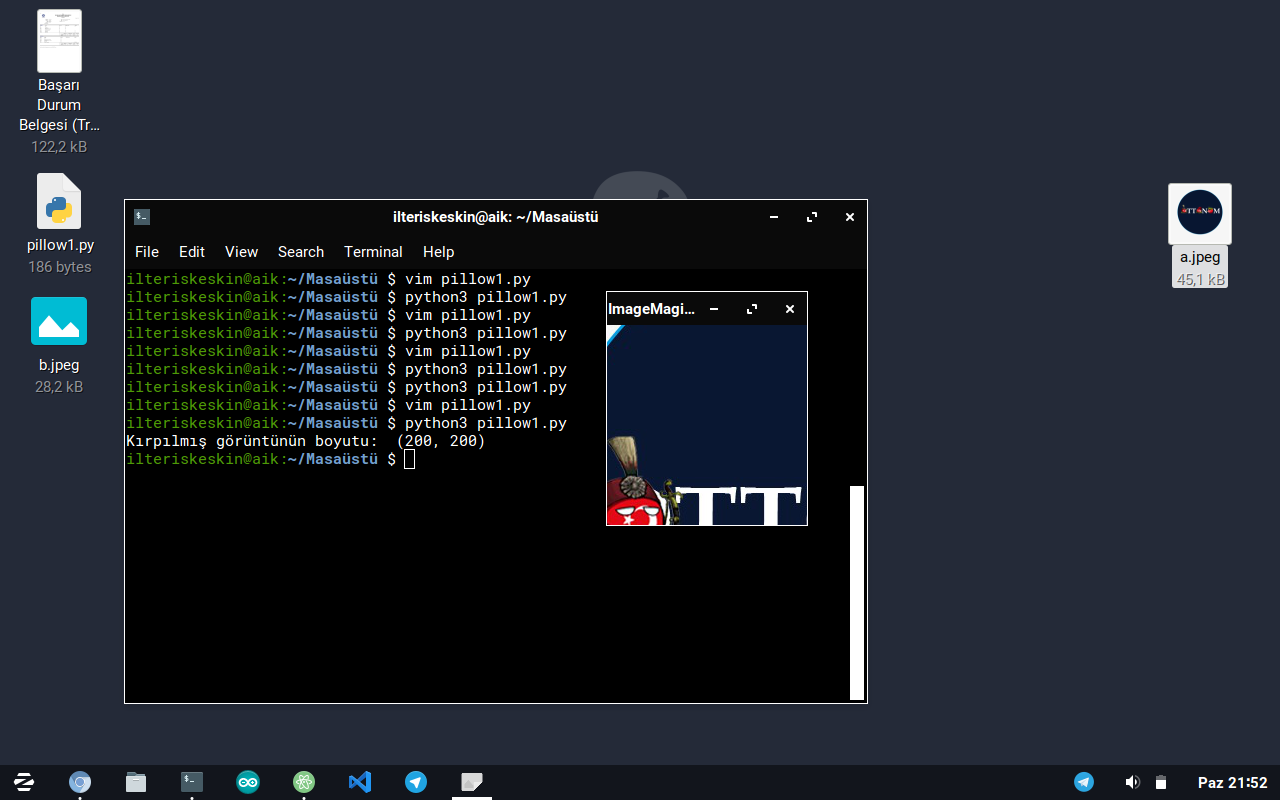 Başarı
Durum
Belgesi (Tr...
122,2 kB
pillow1.py
186 bytes
b.jpeg
28,2 kB
ilteriskeskin@aik: ~/Masaüstü
File Edit View Search Terminal Help
ilteriskeskin@aik:~/Masaüstü $ vim pillow1.py
ilteriskeskin@aik:~/Masaüstü $ python3 pillow1.py
ilteriskeskin@aik:~/Masaüstü $ vim pillow1.py
ilteriskeskin@aik:~/Masaüstü $ python3 pillow1.py
ilteriskeskin@aik:~/Masaüstü $ vim pillow1.py
ilteriskeskin@aik:~/Masaüstü $ python3 pillow1.py
ilteriskeskin@aik:~/Masaüstü $ python3 pillow1.py
ilteriskeskin@aik:~/Masaüstü $ vim pillow1.py
ilteriskeskin@aik:~/Masaüstü $ python3 pillow1.py
Kırpılmış görüntünün boyutu:  (200, 200)
ilteriskeskin@aik:~/Masaüstü $
ImageMagi...
TT
a.jpeg
45,1 kB
Paz 21:52